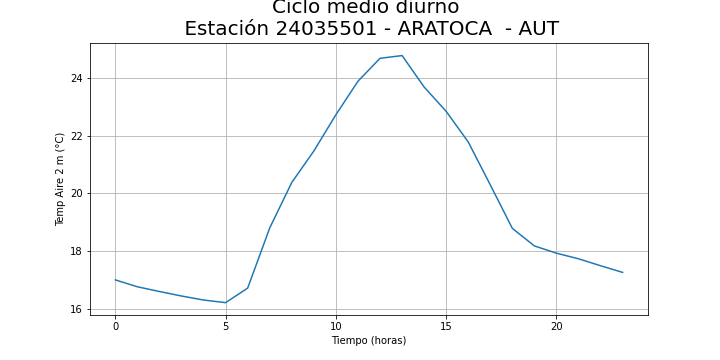 Ciclo medio diurno
Estación 24035501 - ARATOCA  - AUT
24
22
20
18
16
Temp Aire 2 m (°C)
0 5 10 15 20
Tiempo (horas)